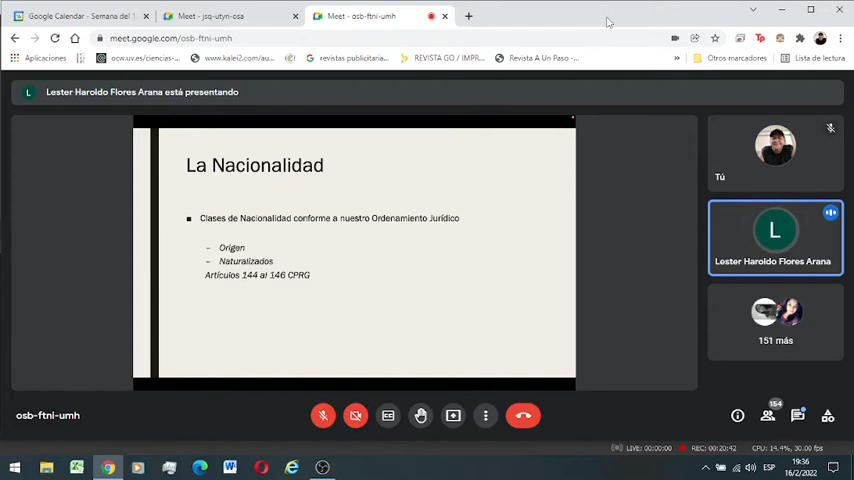 Google Calendar - Semana del 1
Meet - jsq-utyn-osa
Meet - osb-ftni-umh
meet.google.com/osb-ftni-umh
Aplicaciones
ocw.uv.es/ciencias-...
www.kalei2.com/au...
revistas publicitaria...
REVISTA GO / IMPR...
Revista A Un Paso -...
Otros marcadores
Lista de lectura
L
Lester Haroldo Flores Arana está presentando
La Nacionalidad
Clases de Nacionalidad conforme a nuestro Ordenamiento Jurídico
– Origen
– Naturalizados
Artículos 144 al 146 CPRG
Tú
L
Lester Haroldo Flores Arana
151 más
osb-ftni-umh
154
LIVE: 00:00:00
REC: 00:20:42
CPU: 14.4%, 30.00 fps
ESP
19:36
16/2/2022